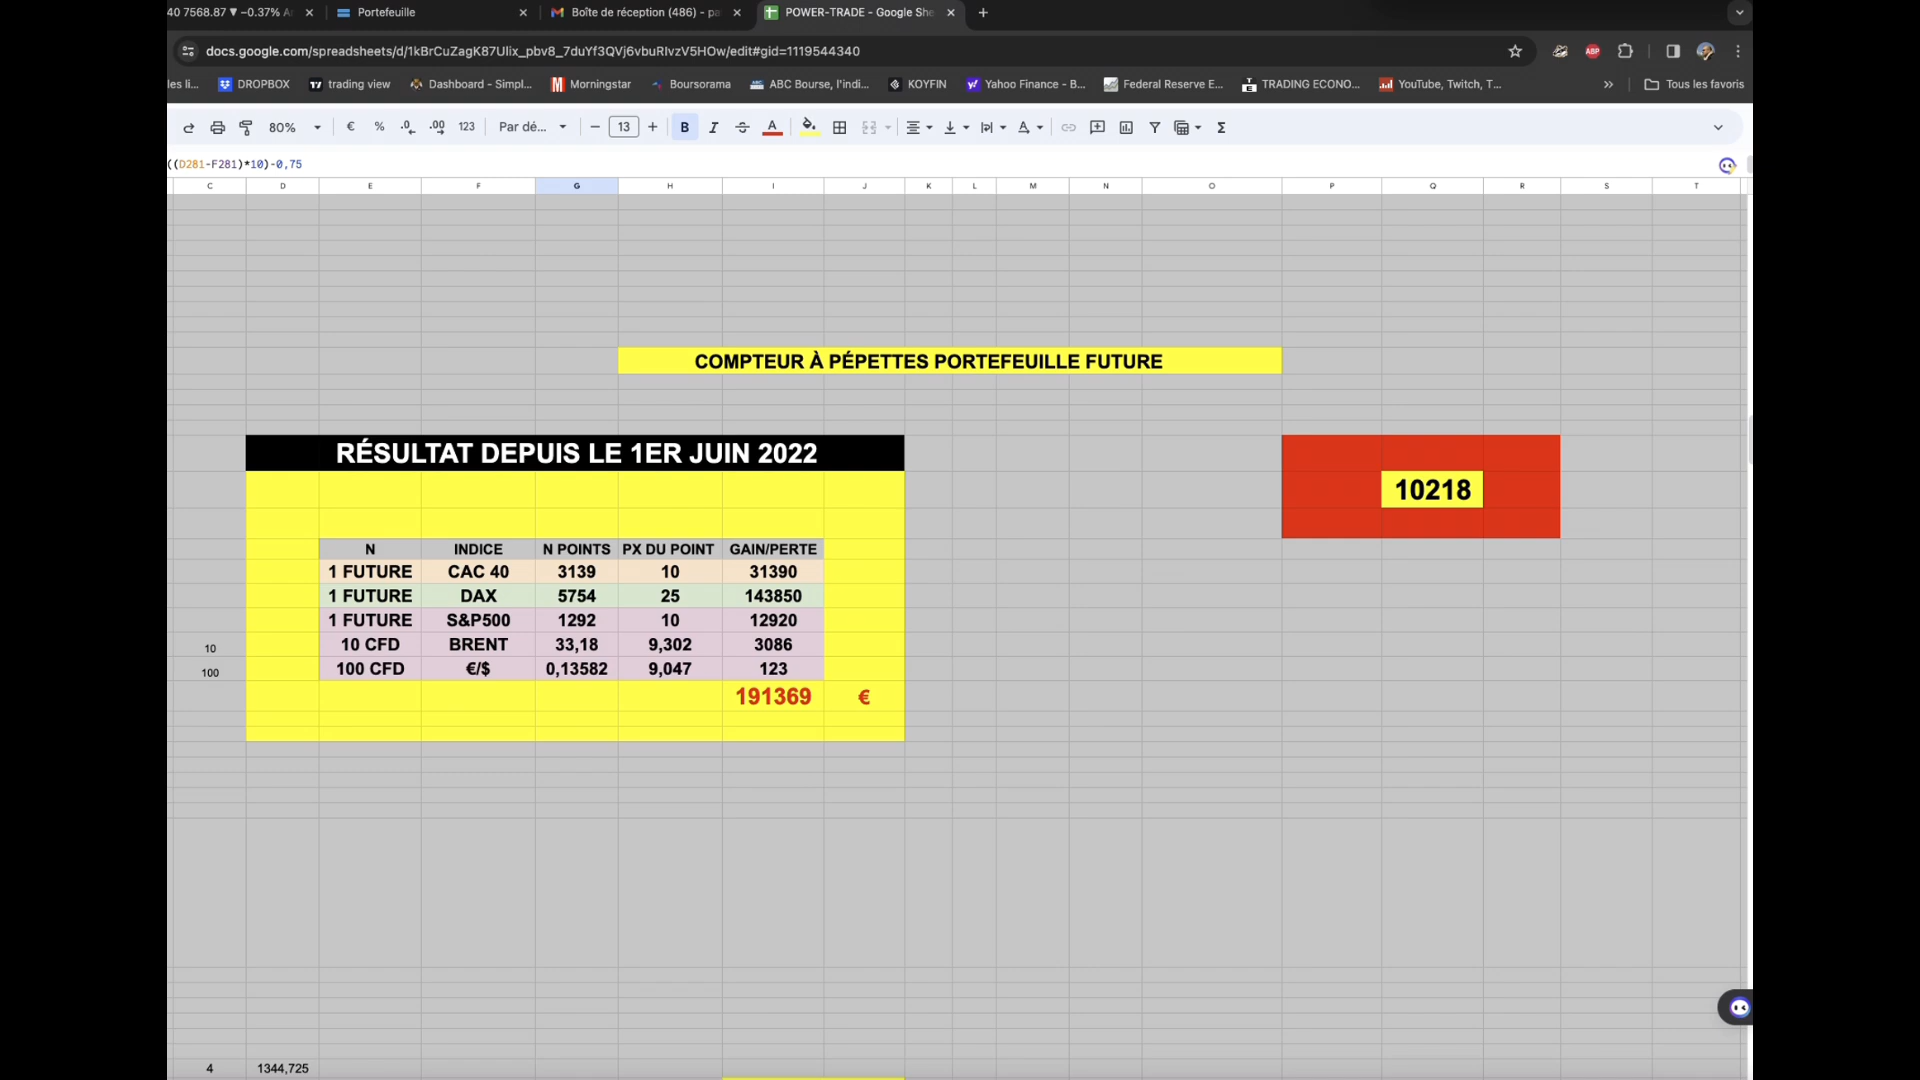 40 7568.87 ▼ −0.37% Portefeuille Boîte de réception (486) - POWER-TRADE - Google She
docs.google.com/spreadsheets/d/1kBrCuZagK87UIix_pbv8_7duYf3QVj6vbuRIvzV5HOw/edit#gid=1119544340
les li... DROPBOX trading view Dashboard - Simpl... Morningstar Boursorama ABC Bourse, l'indi... KOYFIN Yahoo Finance - B... Federal Reserve E... TRADING ECONO... YouTube, Twitch, T... » Tous les favoris
80% € % .0 .00 123 Par dé... − 13 + B I S A Σ
((D281-F281)*10)-0,75
C D E F G H I J K L M N O P Q R S T
COMPTEUR À PÉPETTES PORTEFEUILLE FUTURE
RÉSULTAT DEPUIS LE 1ER JUIN 2022
10218
N INDICE N POINTS PX DU POINT GAIN/PERTE
1 FUTURE CAC 40 3139 10 31390
1 FUTURE DAX 5754 25 143850
1 FUTURE S&P500 1292 10 12920
10 10 CFD BRENT 33,18 9,302 3086
100 100 CFD €/$ 0,13582 9,047 123
191369 €
4 1344,725